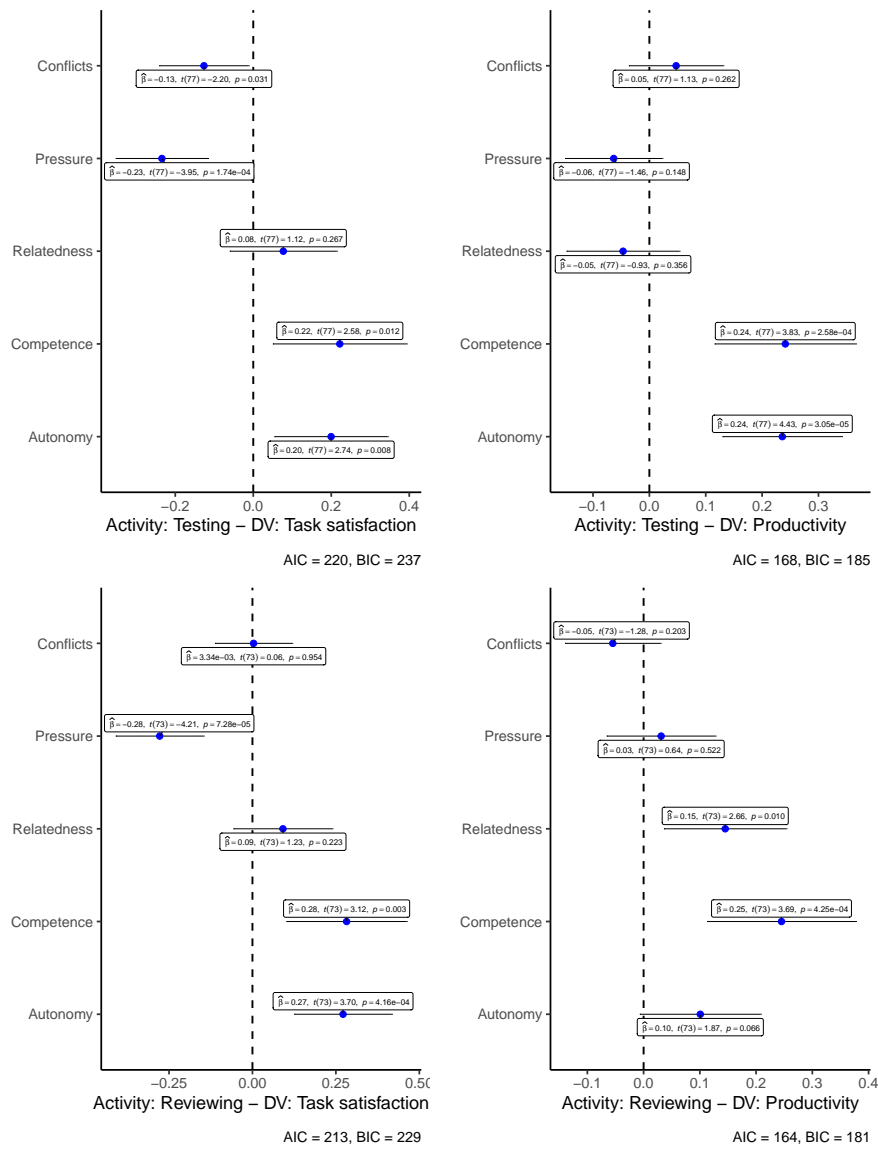 Conflicts
β̂=−0.13, t(77)=−2.20, p=0.031
Pressure
β̂=−0.23, t(77)=−3.95, p=1.74e−04
Relatedness
β̂=0.08, t(77)=1.12, p=0.267
Competence
β̂=0.22, t(77)=2.58, p=0.012
Autonomy
β̂=0.20, t(77)=2.74, p=0.008
−0.2 0.0 0.2 0.4
Activity: Testing − DV: Task satisfaction
AIC = 220, BIC = 237
Conflicts
β̂=0.05, t(77)=1.13, p=0.262
Pressure
β̂=−0.06, t(77)=−1.46, p=0.148
Relatedness
β̂=−0.05, t(77)=−0.93, p=0.356
Competence
β̂=0.24, t(77)=3.83, p=2.58e−04
Autonomy
β̂=0.24, t(77)=4.43, p=3.05e−05
−0.1 0.0 0.1 0.2 0.3
Activity: Testing − DV: Productivity
AIC = 168, BIC = 185
Conflicts
β̂=3.34e−03, t(73)=0.06, p=0.954
Pressure
β̂=−0.28, t(73)=−4.21, p=7.28e−05
Relatedness
β̂=0.09, t(73)=1.23, p=0.223
Competence
β̂=0.28, t(73)=3.12, p=0.003
Autonomy
β̂=0.27, t(73)=3.70, p=4.16e−04
−0.25 0.00 0.25 0.50
Activity: Reviewing − DV: Task satisfaction
AIC = 213, BIC = 229
Conflicts
β̂=−0.05, t(73)=−1.28, p=0.203
Pressure
β̂=0.03, t(73)=0.64, p=0.522
Relatedness
β̂=0.15, t(73)=2.66, p=0.010
Competence
β̂=0.25, t(73)=3.69, p=4.25e−04
Autonomy
β̂=0.10, t(73)=1.87, p=0.066
−0.1 0.0 0.1 0.2 0.3 0.4
Activity: Reviewing − DV: Productivity
AIC = 164, BIC = 181